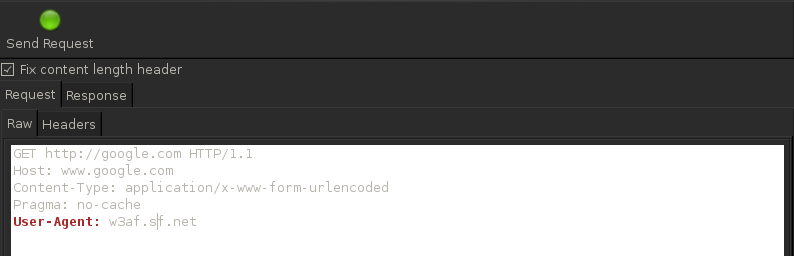 Send Request
Fix content length header
Request Response
Raw Headers
GET http://google.com HTTP/1.1
Host: www.google.com
Content-Type: application/x-www-form-urlencoded
Pragma: no-cache
User-Agent: w3af.sf.net